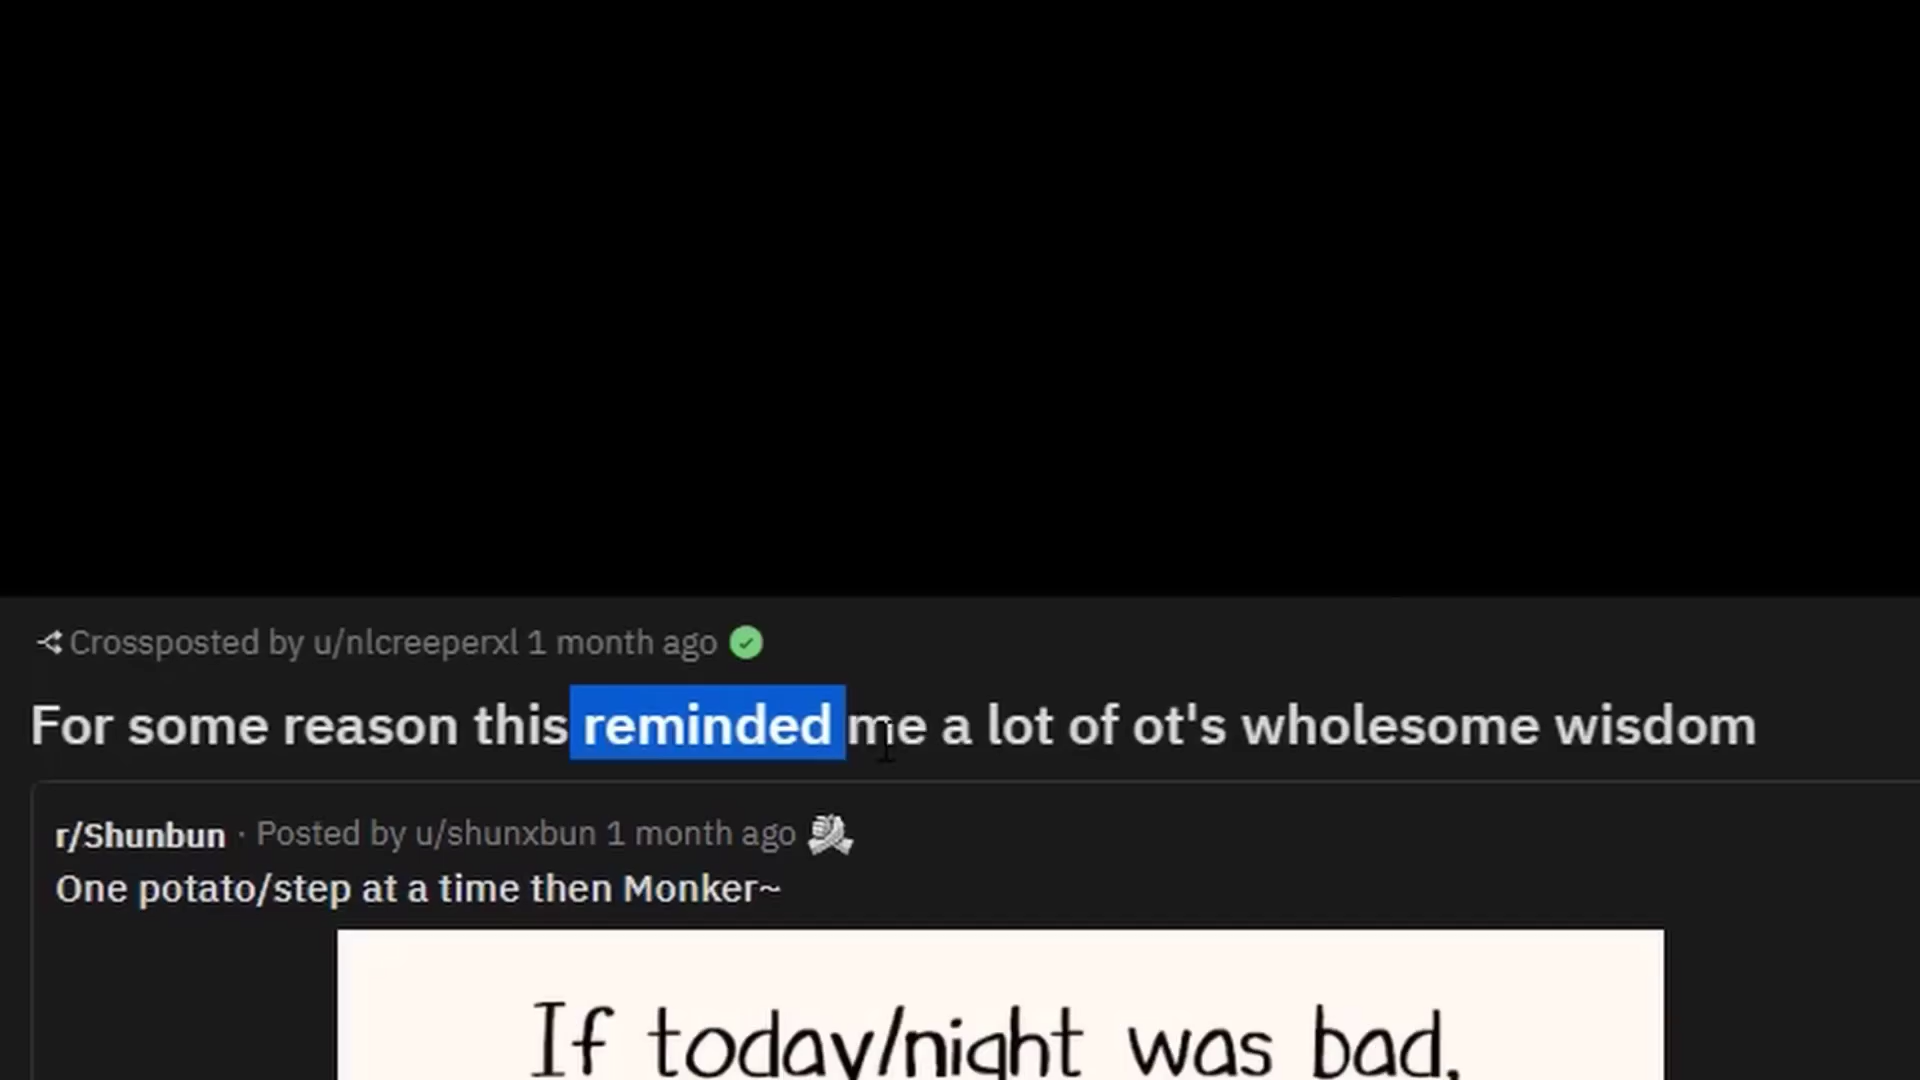 Crossposted by u/nlcreeperxl 1 month ago
For some reason this reminded me a lot of ot's wholesome wisdom
r/Shunbun · Posted by u/shunxbun 1 month ago
One potato/step at a time then Monker~
If today/night was bad,